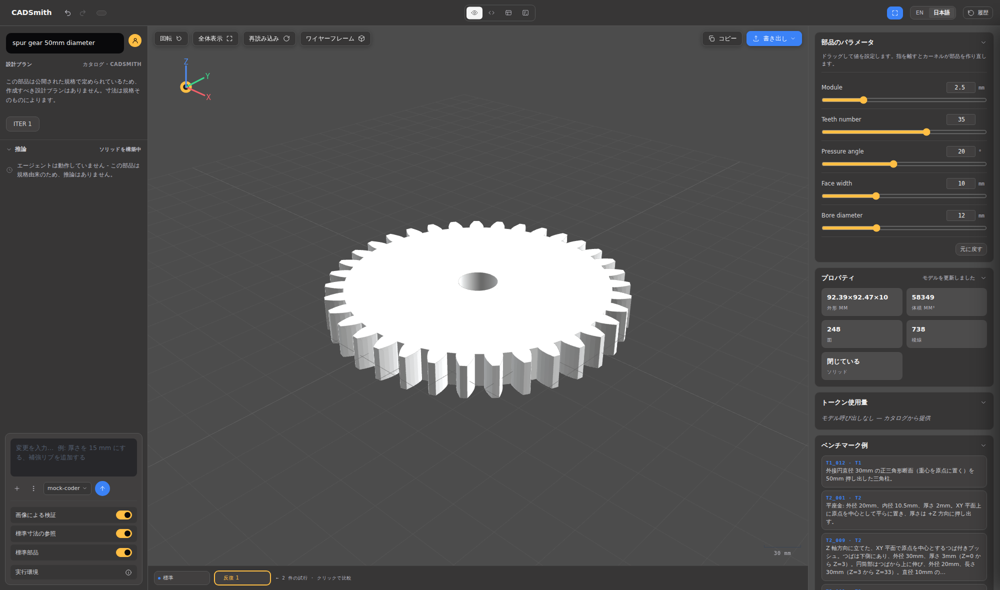 CADSmith
EN
日本語
履歴
spur gear 50mm diameter
設計プラン
カタログ・CADSMITH
この部品は公開された規格で定められているため、
作成すべき設計プランはありません。寸法は規格そ
のものによります。
ITER 1
推論
ソリッドを構築中
エージェントは動作していません - この部品は
規格由来のため、推論はありません。
変更を入力… 例: 厚さを 15 mm にす
る、補強リブを追加する
mock-coder
画像による検証
標準寸法の参照
標準部品
実行環境
回転
全体表示
再読み込み
ワイヤーフレーム
コピー
書き出し
Z
Y
X
30 mm
標準
反復 1
← 2 件の試行 · クリックで比較
部品のパラメータ
ドラッグして値を設定します。指を離すとカーネルが部品を作り直し
ます。
Module
2.5
mm
Teeth number
35
Pressure angle
20
°
Face width
10
mm
Bore diameter
12
mm
元に戻す
プロパティ
モデルを更新しました
92.39×92.47×10
外形 MM
58349
体積 MM³
248
面
738
稜線
閉じている
ソリッド
トークン使用量
モデル呼び出しなし — カタログから提供
ベンチマーク例
T1_012 · T1
外接円直径 30mm の正三角形断面（重心を原点に置く）を
50mm 押し出した三角柱。
T2_001 · T2
平座金: 外径 20mm、内径 10.5mm、厚さ 2mm。XY 平面上
に原点を中心として平らに置き、厚さは +Z 方向に押し出
す。
T2_009 · T2
Z 軸方向に立てた、XY 平面で原点を中心とするつば付きブッ
シュ。つばは下側にあり、外径 30mm、厚さ 3mm（Z=0 か
ら Z=3）。円筒部はつばから上に伸び、外径 20mm、長さ
30mm（Z=3 から Z=33）。直径 10mm の…